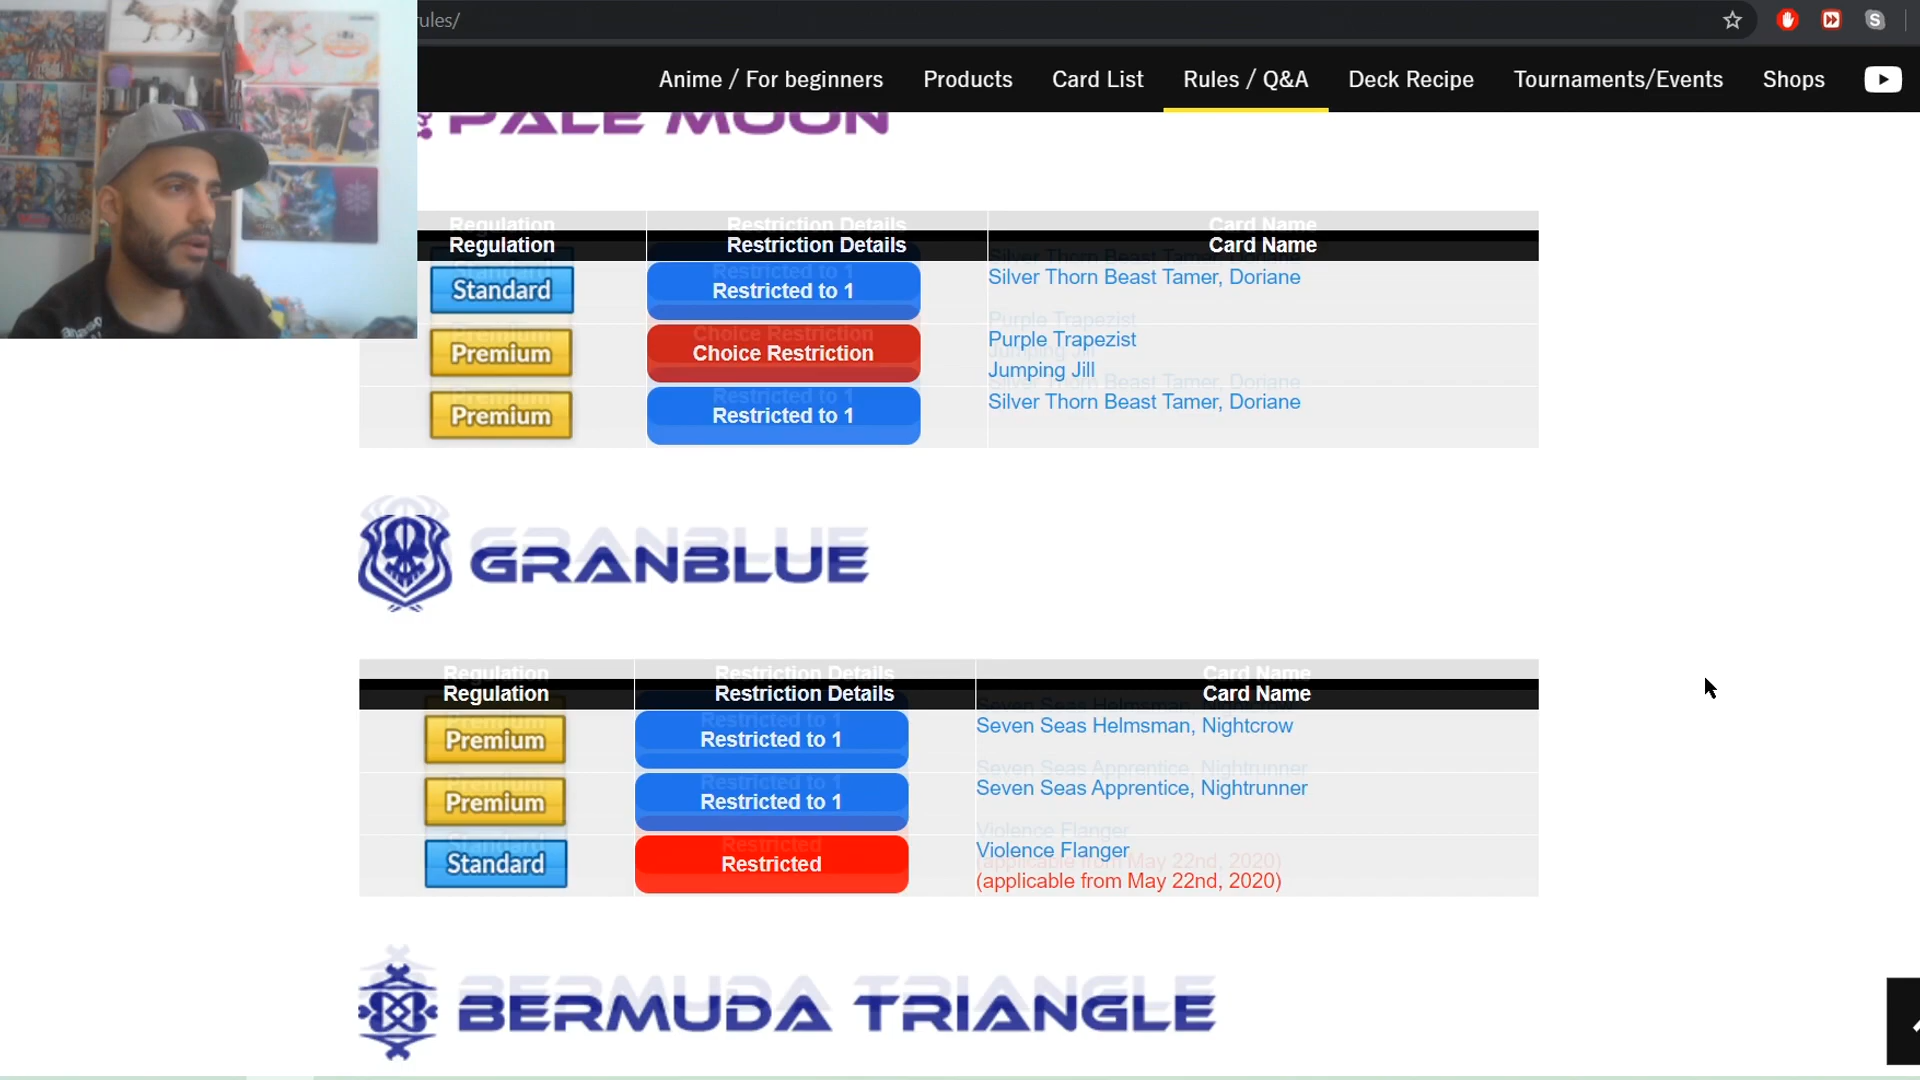 rules/
S
Anime / For beginners Products Card List Rules / Q&A Deck Recipe Tournaments/Events Shops
PALE MOON
Regulation Restriction Details Card Name
Standard Restricted to 1 Silver Thorn Beast Tamer, Doriane
Premium Choice Restriction Purple Trapezist
Jumping Jill
Premium Restricted to 1 Silver Thorn Beast Tamer, Doriane
GRANBLUE
Regulation Restriction Details Card Name
Premium Restricted to 1 Seven Seas Helmsman, Nightcrow
Premium Restricted to 1 Seven Seas Apprentice, Nightrunner
Standard Restricted Violence Flanger
(applicable from May 22nd, 2020)
BERMUDA TRIANGLE